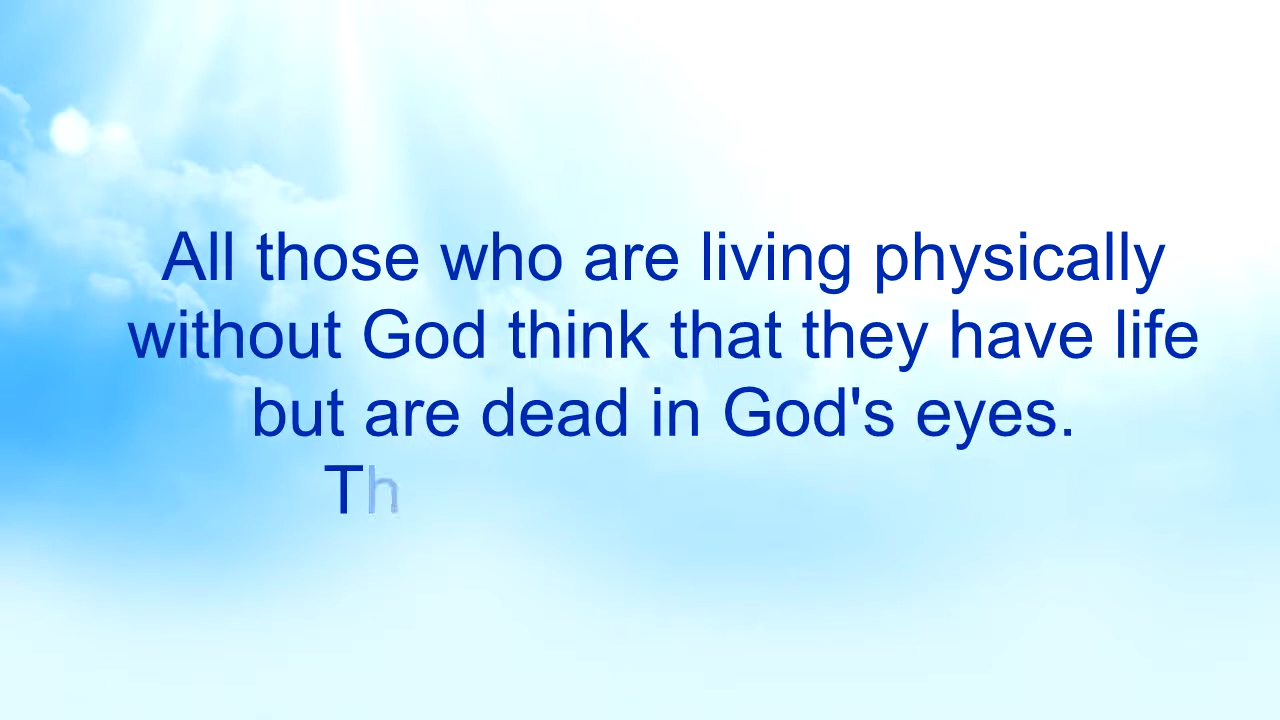 All those who are living physically
without God think that they have life
but are dead in God's eyes.
Th